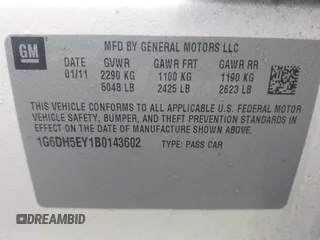 GM
MFD BY GENERAL MOTORS LLC
DATE GVWR GAWR FRT GAWR RR
01/11 2290 KG 1100 KG 1190 KG
5048 LB 2425 LB 2623 LB
THIS VEHICLE CONFORMS TO ALL APPLICABLE U.S. FEDERAL MOTOR
VEHICLE SAFETY, BUMPER, AND THEFT PREVENTION STANDARDS IN EFFECT
ON THE DATE OF MANUFACTURE SHOWN ABOVE.
1G6DH5EY1B0143602 TYPE: PASS CAR
DREAMBID